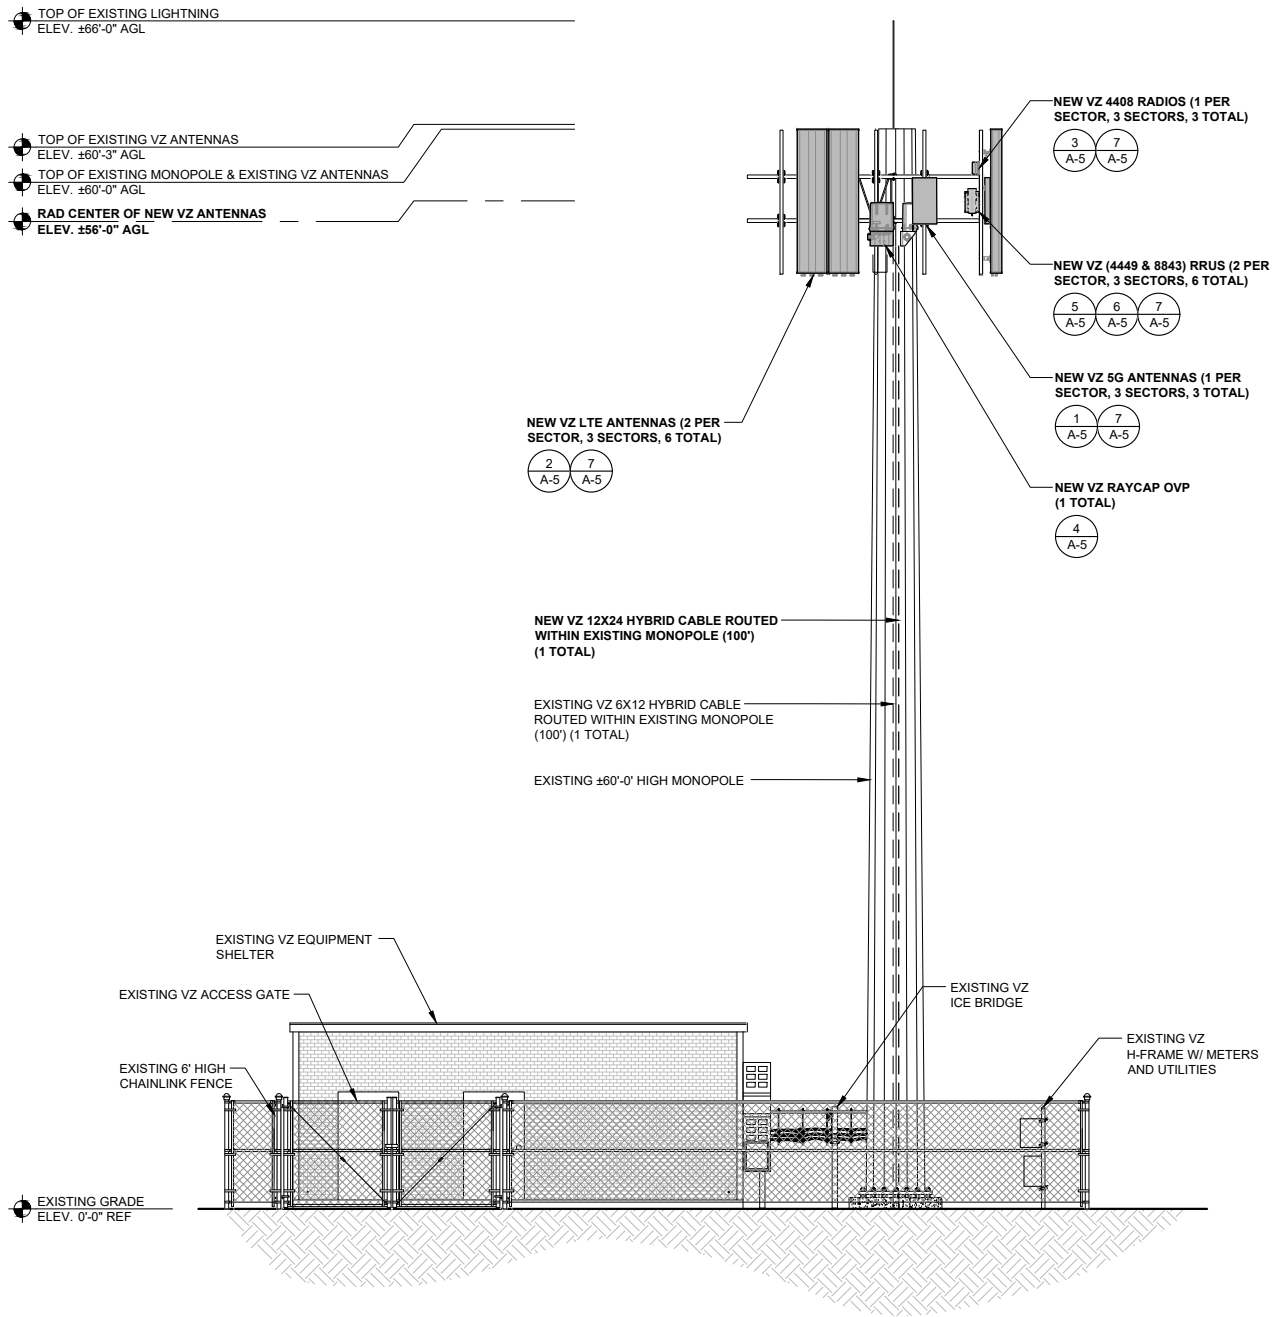 TOP OF EXISTING LIGHTNING
ELEV. ±66'-0" AGL
TOP OF EXISTING VZ ANTENNAS
ELEV. ±60'-3" AGL
TOP OF EXISTING MONOPOLE & EXISTING VZ ANTENNAS
ELEV. ±60'-0" AGL
RAD CENTER OF NEW VZ ANTENNAS
ELEV. ±56'-0" AGL
NEW VZ 4408 RADIOS (1 PER
SECTOR, 3 SECTORS, 3 TOTAL)
3 7
A-5 A-5
NEW VZ (4449 & 8843) RRUS (2 PER
SECTOR, 3 SECTORS, 6 TOTAL)
5 6 7
A-5 A-5 A-5
NEW VZ 5G ANTENNAS (1 PER
SECTOR, 3 SECTORS, 3 TOTAL)
1 7
A-5 A-5
NEW VZ LTE ANTENNAS (2 PER
SECTOR, 3 SECTORS, 6 TOTAL)
2 7
A-5 A-5
NEW VZ RAYCAP OVP
(1 TOTAL)
4
A-5
NEW VZ 12X24 HYBRID CABLE ROUTED
WITHIN EXISTING MONOPOLE (100')
(1 TOTAL)
EXISTING VZ 6X12 HYBRID CABLE
ROUTED WITHIN EXISTING MONOPOLE
(100') (1 TOTAL)
EXISTING ±60'-0' HIGH MONOPOLE
EXISTING VZ EQUIPMENT
SHELTER
EXISTING VZ ACCESS GATE
EXISTING VZ
ICE BRIDGE
EXISTING VZ
H-FRAME W/ METERS
AND UTILITIES
EXISTING 6' HIGH
CHAINLINK FENCE
EXISTING GRADE
ELEV. 0'-0" REF